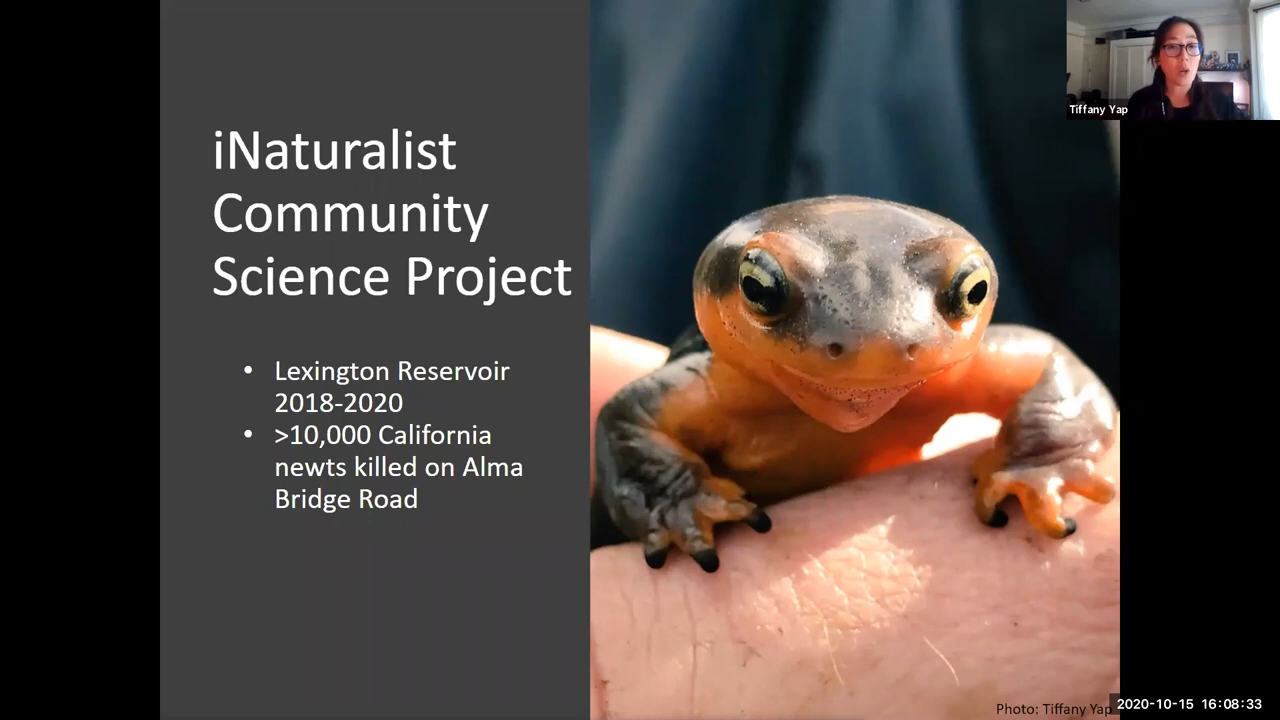 iNaturalist
Community
Science Project
• Lexington Reservoir
2018-2020
• >10,000 California
newts killed on Alma
Bridge Road
Tiffany Yap
Photo: Tiffany Yap
2020-10-15 16:08:33